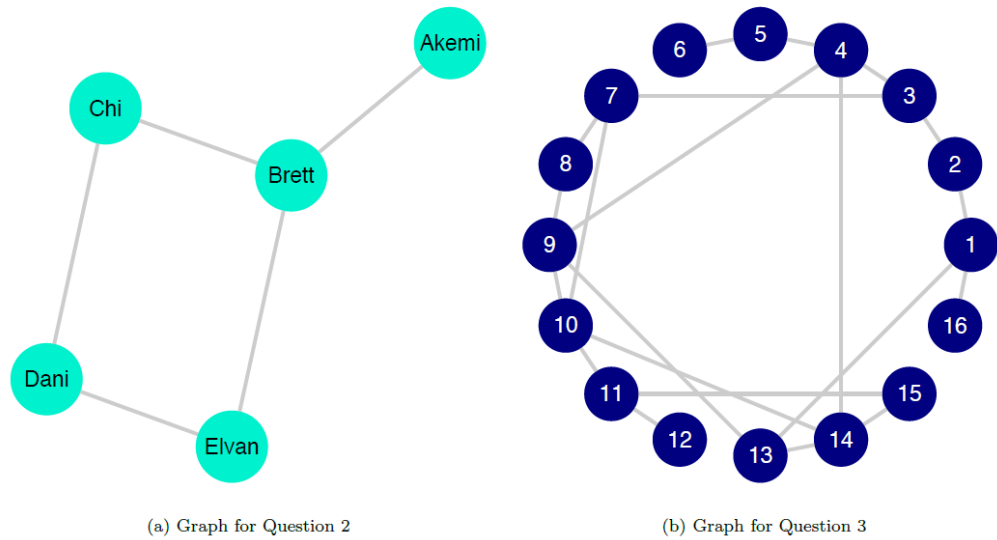 Akemi
Chi
Brett
Dani
Elvan
(a) Graph for Question 2
5
6
4
7
3
8
2
9
1
10
16
11
15
12
14
13
(b) Graph for Question 3